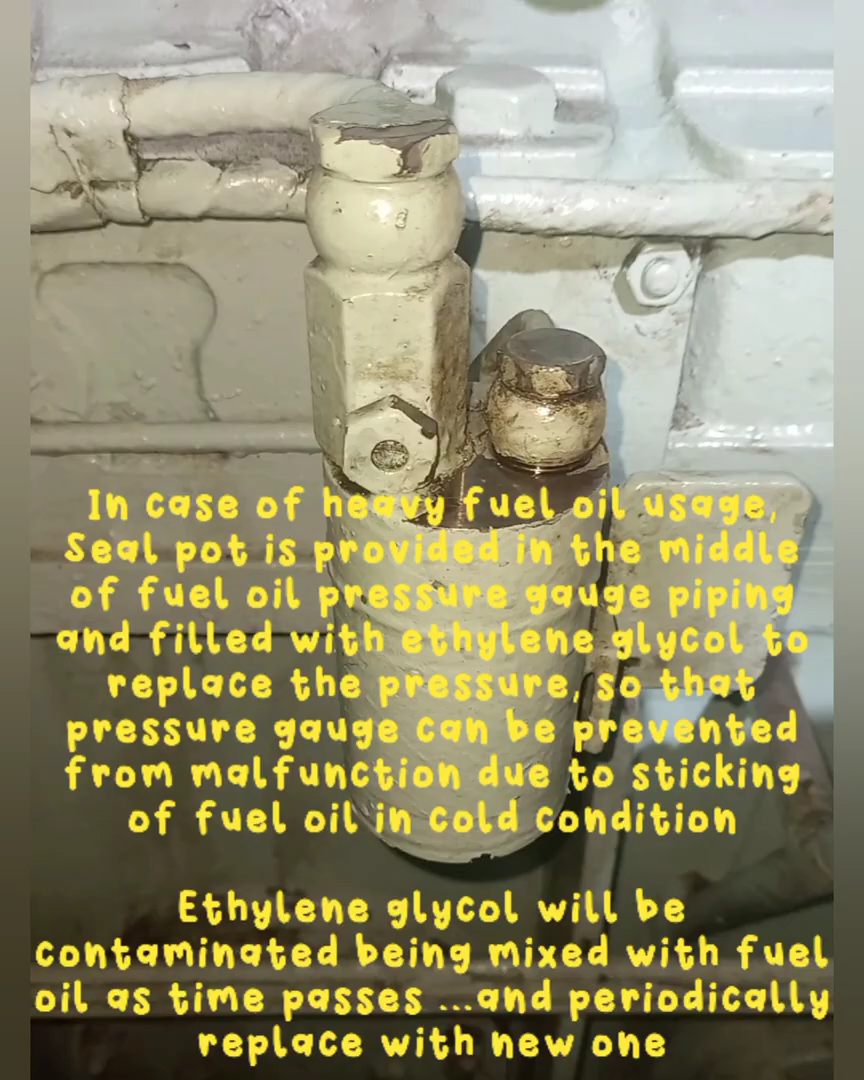 In case of heavy fuel oil usage,
Seal pot is provided in the middle
of fuel oil pressure gauge piping
and filled with ethylene glycol to
replace the pressure, so that
pressure gauge can be prevented
from malfunction due to sticking
of fuel oil in cold condition
Ethylene glycol will be
contaminated being mixed with fuel
oil as time passes ...and periodically
replace with new one